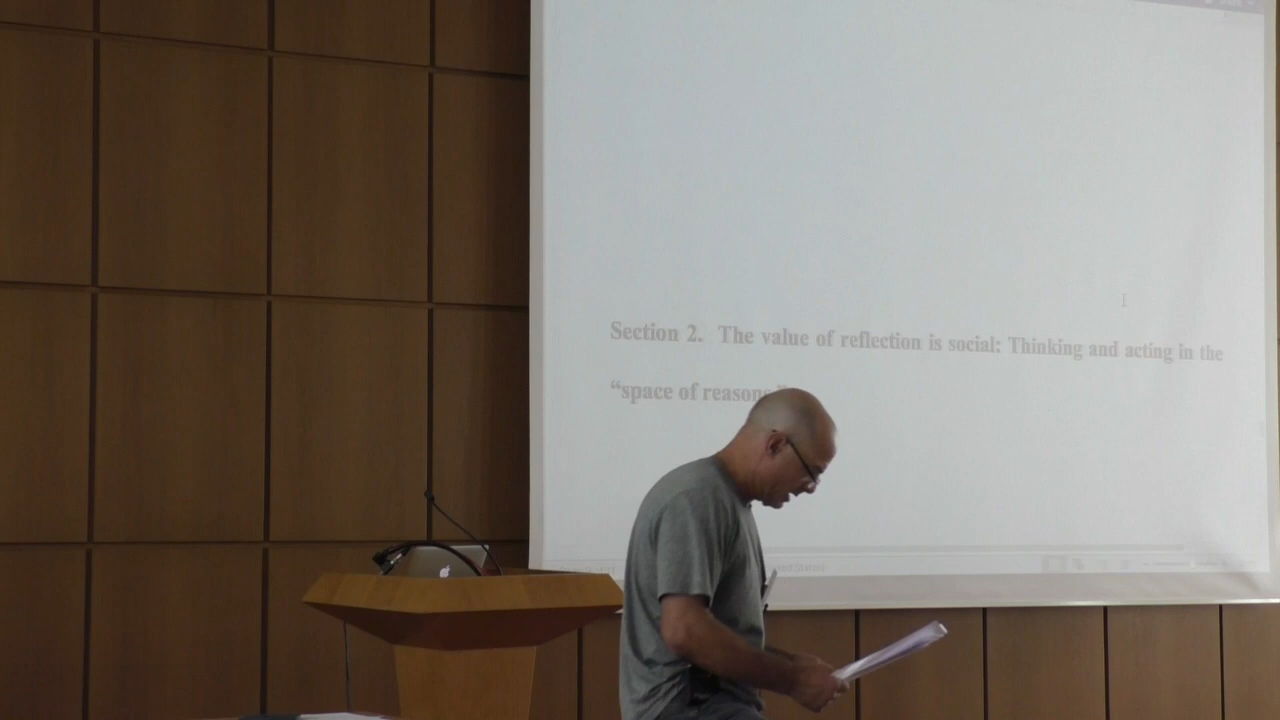 Section 2. The value of reflection is social: Thinking and acting in the
“space of reasons”